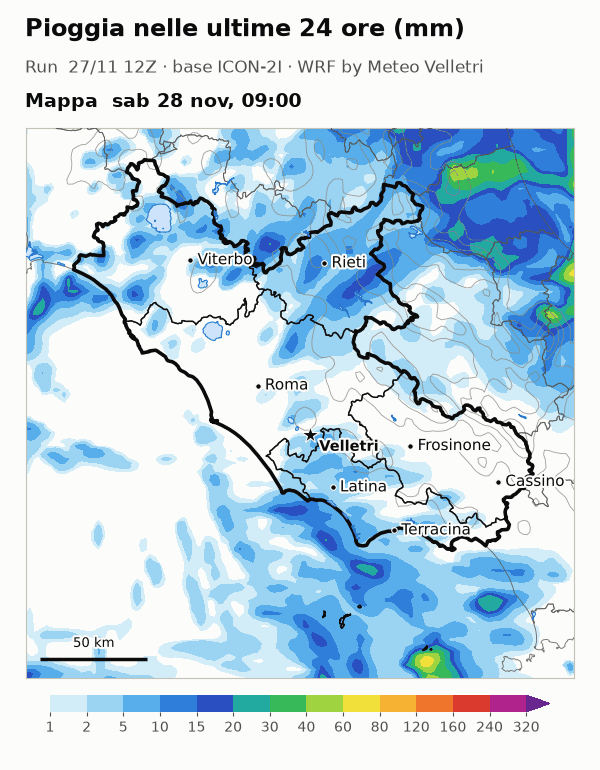 Pioggia nelle ultime 24 ore (mm)
Run 27/11 12Z · base ICON-2I · WRF by Meteo Velletri
Mappa sab 28 nov, 09:00
Viterbo
Rieti
Roma
Velletri
Frosinone
Latina
Cassino
Terracina
50 km
1 2 5 10 15 20 30 40 60 80 120 160 240 320